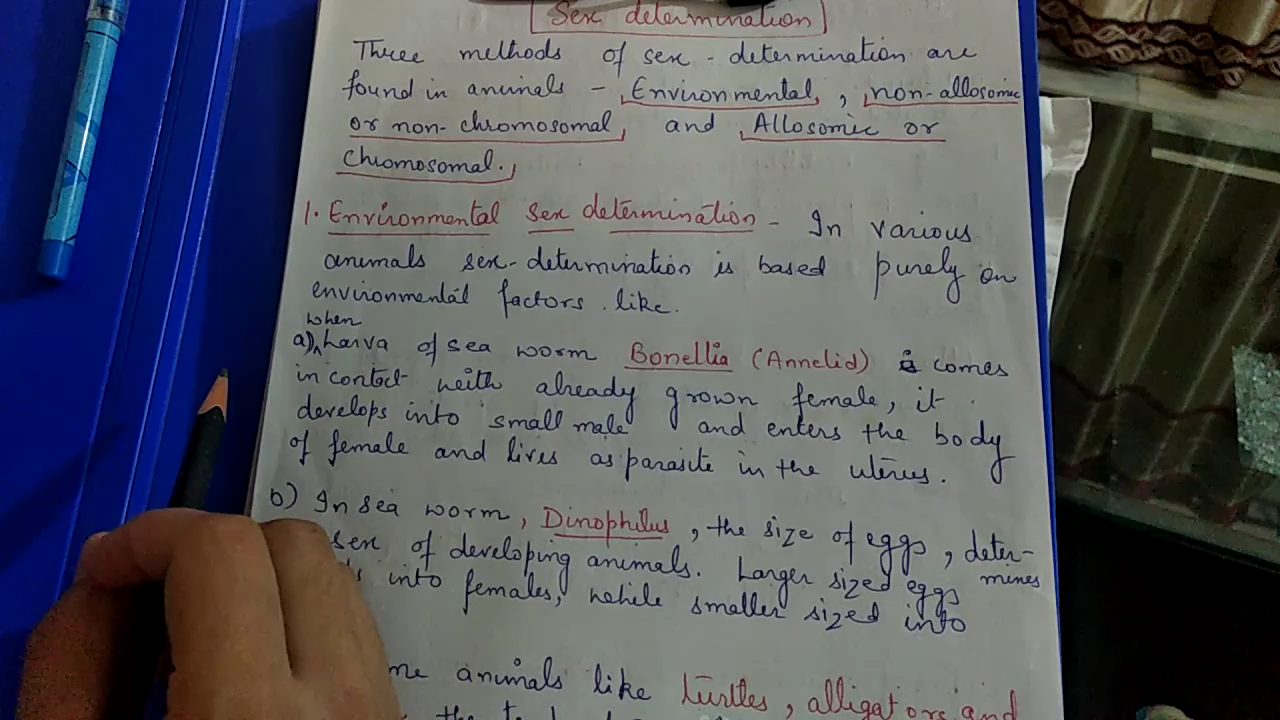 Sex determination
Three methods of sex-determination are
found in animals - Environmental, non-allosomic
or non-chromosomal, and Allosomic or
Chromosomal.
1. Environmental sex determination - In various
animals sex-determination is based purely on
environmental factors like.
when
a) Larva of sea worm Bonellia (Annelid) comes
in contact with already grown female, it
develops into small male and enters the body
of female and lives as parasite in the uterus.
b) In sea worm, Dinophilus, the size of eggs, deter-
mines
sex of developing animals. Larger sized eggs
into females, while smaller sized into
animals like turtles, alligators and
the